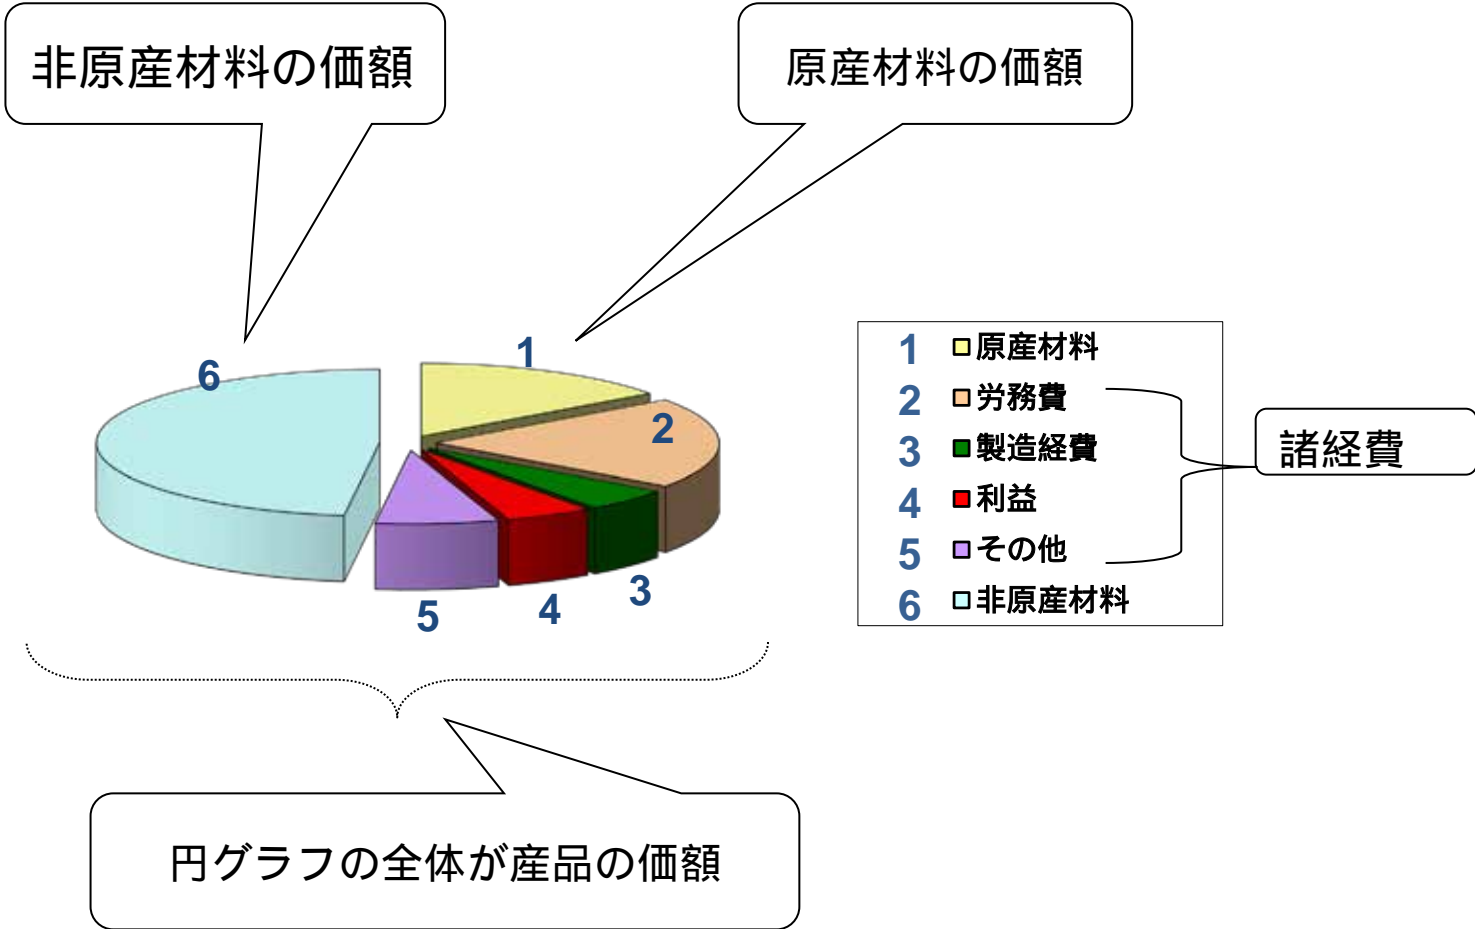 非原産材料の価額
原産材料の価額
6
1
2
3
4
5
1 原産材料
2 労務費
3 製造経費
4 利益
5 その他
6 非原産材料
諸経費
円グラフの全体が産品の価額